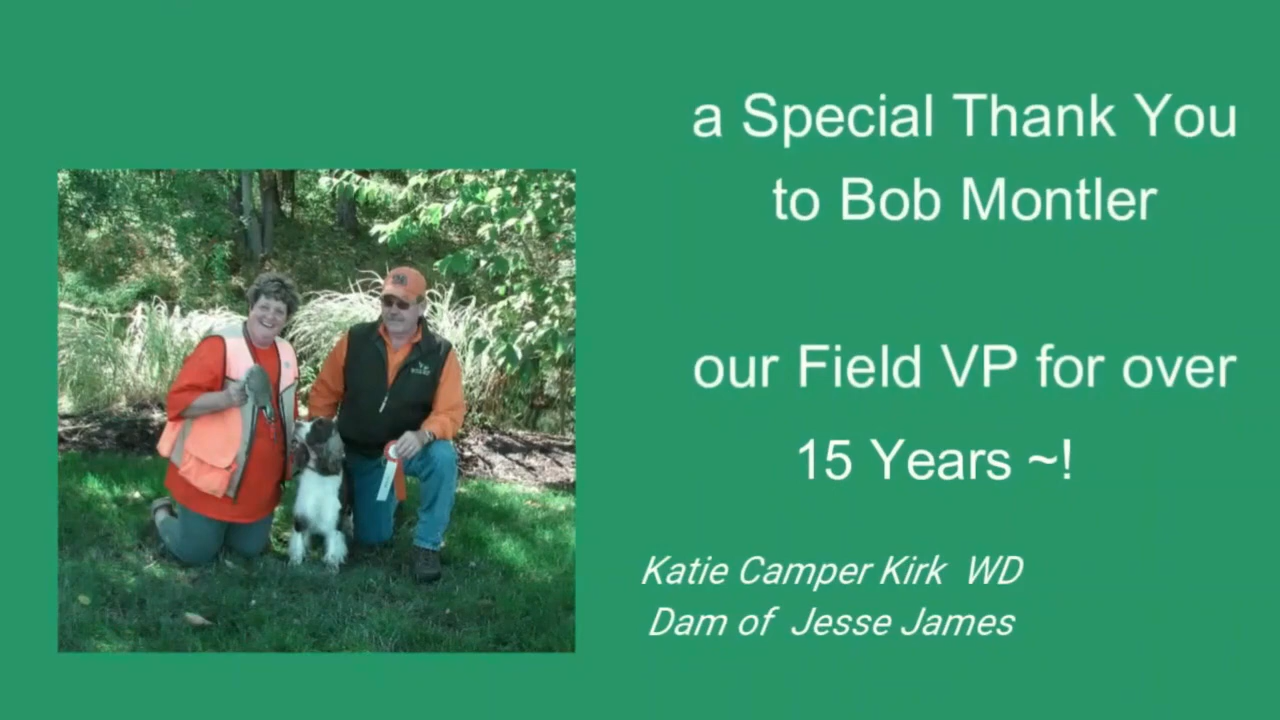 a Special Thank You
to Bob Montler
our Field VP for over
15 Years ~!
Katie Camper Kirk WD
Dam of Jesse James